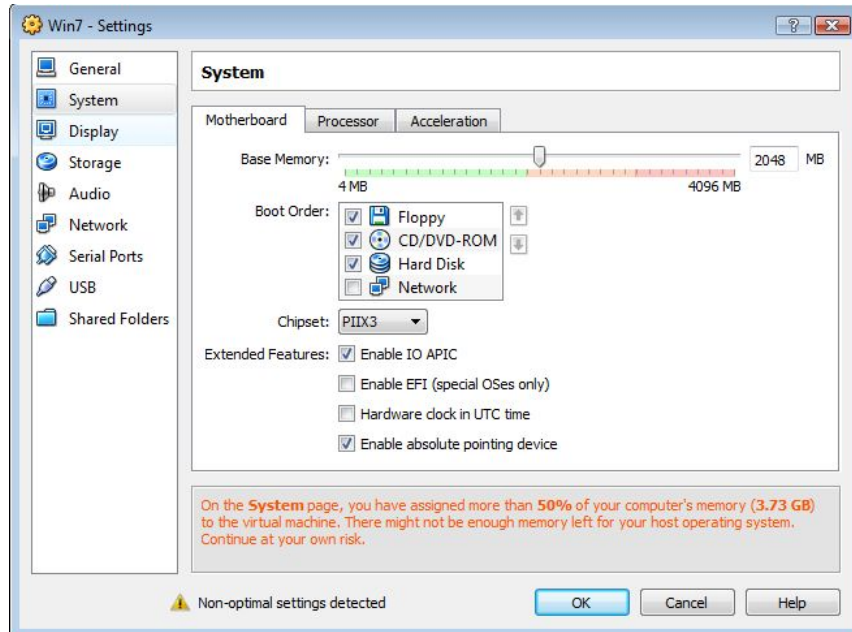 Win7 - Settings
General
System
Display
Storage
Audio
Network
Serial Ports
USB
Shared Folders
System
Motherboard Processor Acceleration
Base Memory: 2048 MB
4 MB 4096 MB
Boot Order: Floppy
CD/DVD-ROM
Hard Disk
Network
Chipset: PIIX3
Extended Features: Enable IO APIC
Enable EFI (special OSes only)
Hardware clock in UTC time
Enable absolute pointing device
On the System page, you have assigned more than 50% of your computer's memory (3.73 GB)
to the virtual machine. There might not be enough memory left for your host operating system.
Continue at your own risk.
Non-optimal settings detected OK Cancel Help